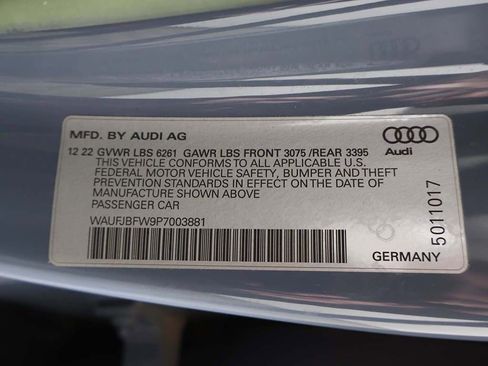 MFD. BY AUDI AG
Audi
12 22 GVWR LBS 6261 GAWR LBS FRONT 3075 /REAR 3395
THIS VEHICLE CONFORMS TO ALL APPLICABLE U.S.
FEDERAL MOTOR VEHICLE SAFETY, BUMPER AND THEFT
PREVENTION STANDARDS IN EFFECT ON THE DATE OF
MANUFACTURE SHOWN ABOVE
PASSENGER CAR
WAUFJBFW9P7003881
5011017
GERMANY